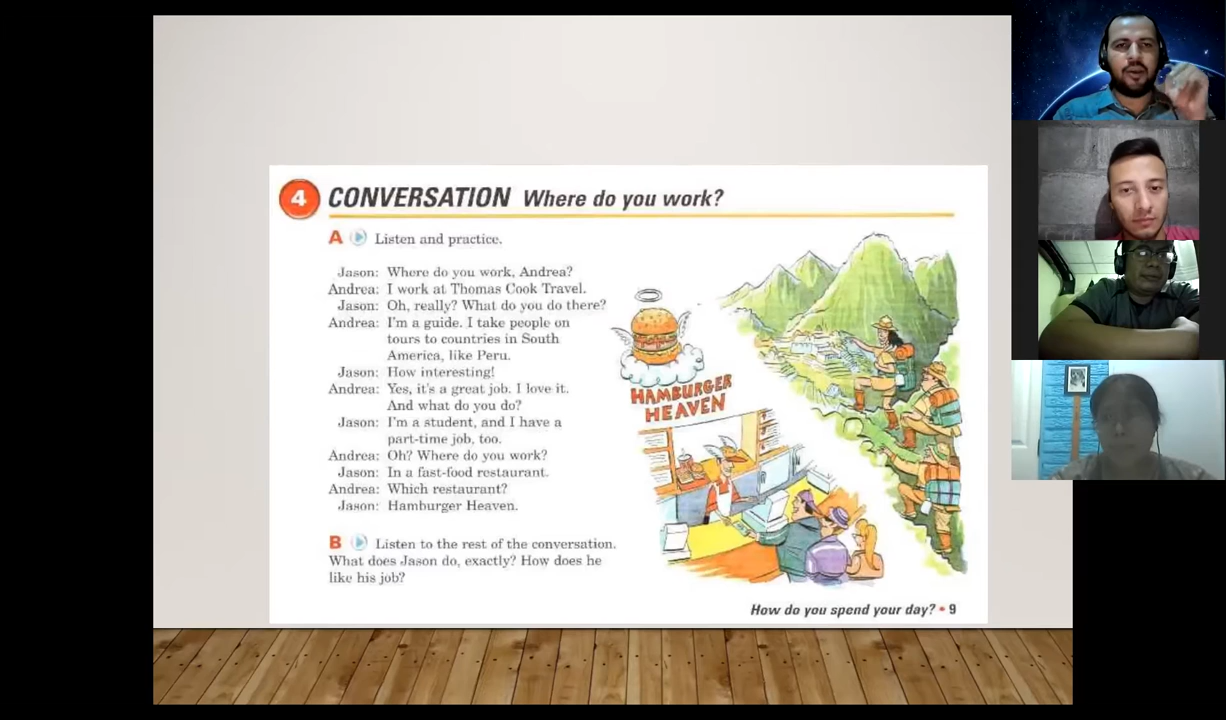 4 CONVERSATION Where do you work?
A Listen and practice.
Jason: Where do you work, Andrea?
Andrea: I work at Thomas Cook Travel.
Jason: Oh, really? What do you do there?
Andrea: I'm a guide. I take people on
tours to countries in South
America, like Peru.
Jason: How interesting!
Andrea: Yes, it's a great job. I love it.
And what do you do?
Jason: I'm a student, and I have a
part-time job, too.
Andrea: Oh? Where do you work?
Jason: In a fast-food restaurant.
Andrea: Which restaurant?
Jason: Hamburger Heaven.
HAMBURGER
HEAVEN
B Listen to the rest of the conversation.
What does Jason do, exactly? How does he
like his job?
How do you spend your day? • 9